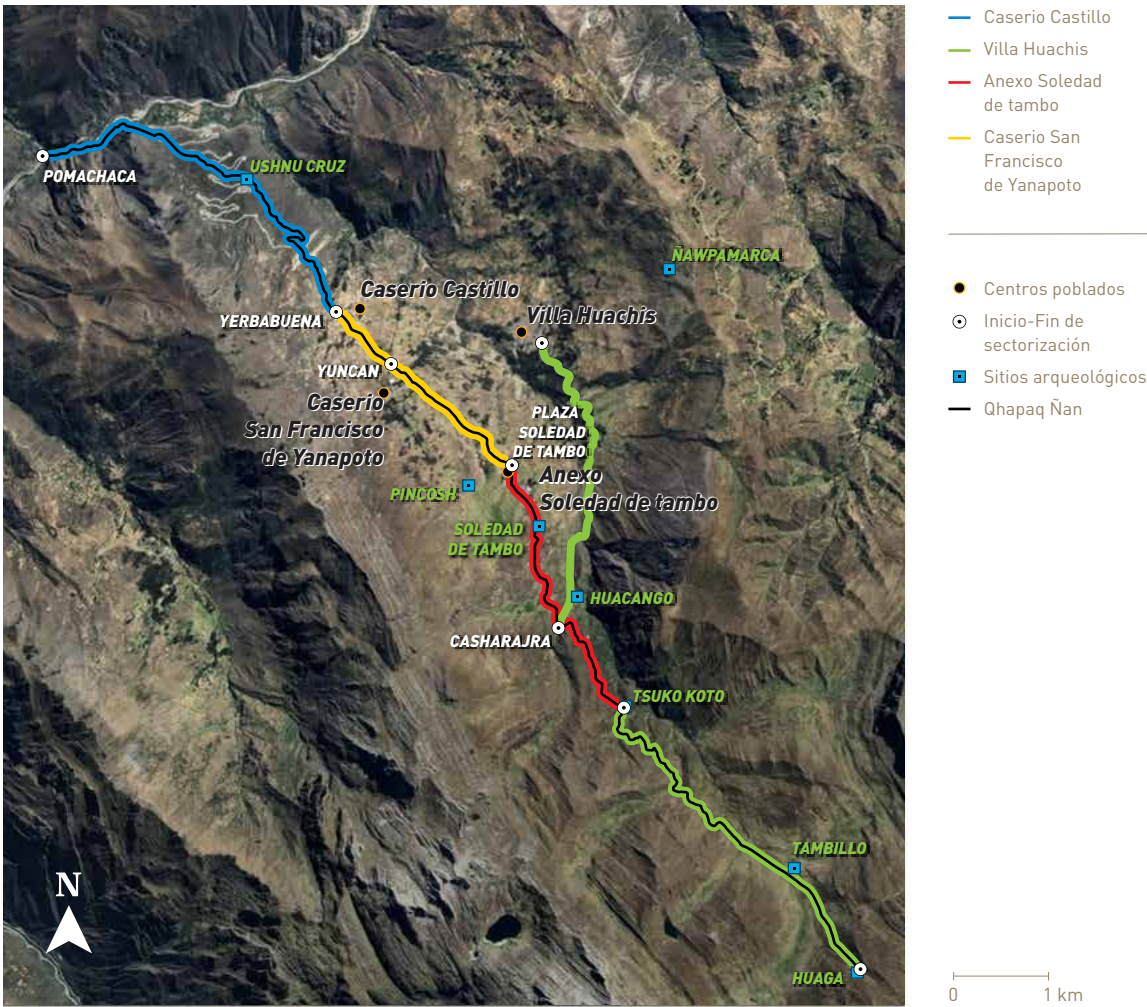 POMACHACA
USHNU CRUZ
ÑAWPAMARCA
Caserio Castillo
YERBABUENA
Villa Huachis
YUNCAN
Caserio
San Francisco
de Yanapoto
PLAZA
SOLEDAD
DE TAMBO
Anexo
Soledad de tambo
PINCOSH
SOLEDAD
DE TAMBO
HUACANGO
CASHARAJRA
TSUKO KOTO
TAMBILLO
HUAGA
N
Caserio Castillo
Villa Huachis
Anexo Soledad
de tambo
Caserio San
Francisco
de Yanapoto
Centros poblados
Inicio-Fin de
sectorización
Sitios arqueológicos
Qhapaq Ñan
0 1 km